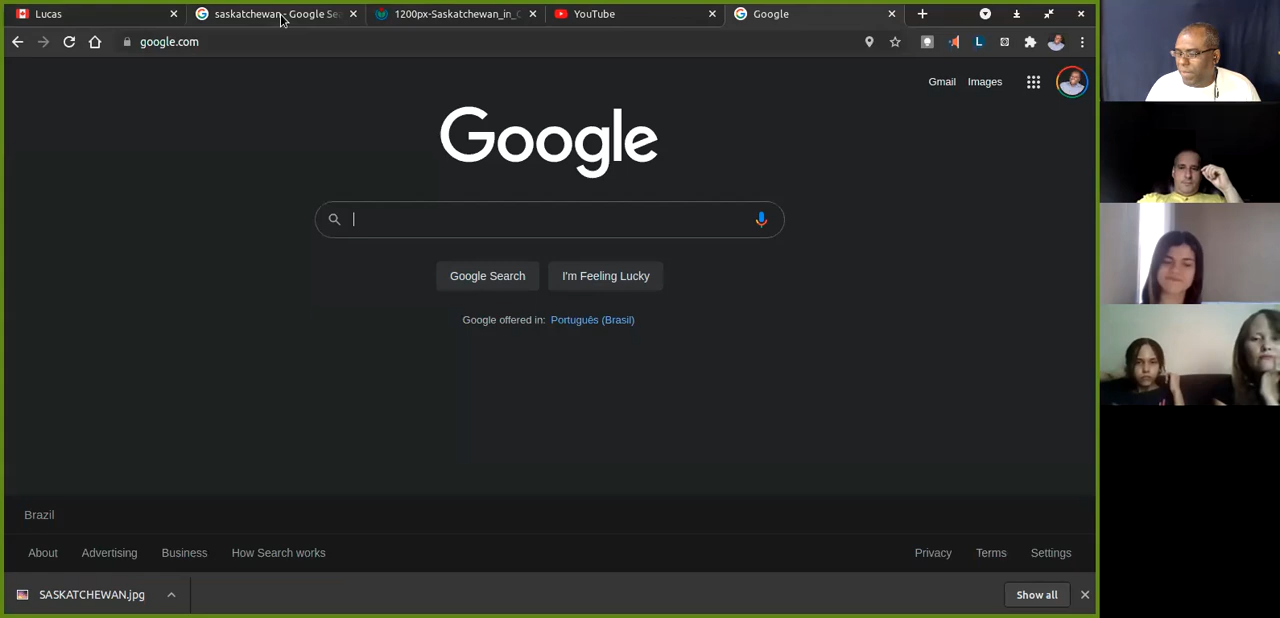 Lucas
saskatchewan - Google Se
1200px-Saskatchewan_in_C
YouTube
Google
google.com
L
Gmail Images
Google
Google Search
I'm Feeling Lucky
Google offered in: Português (Brasil)
Brazil
About Advertising Business How Search works
Privacy Terms Settings
SASKATCHEWAN.jpg
Show all